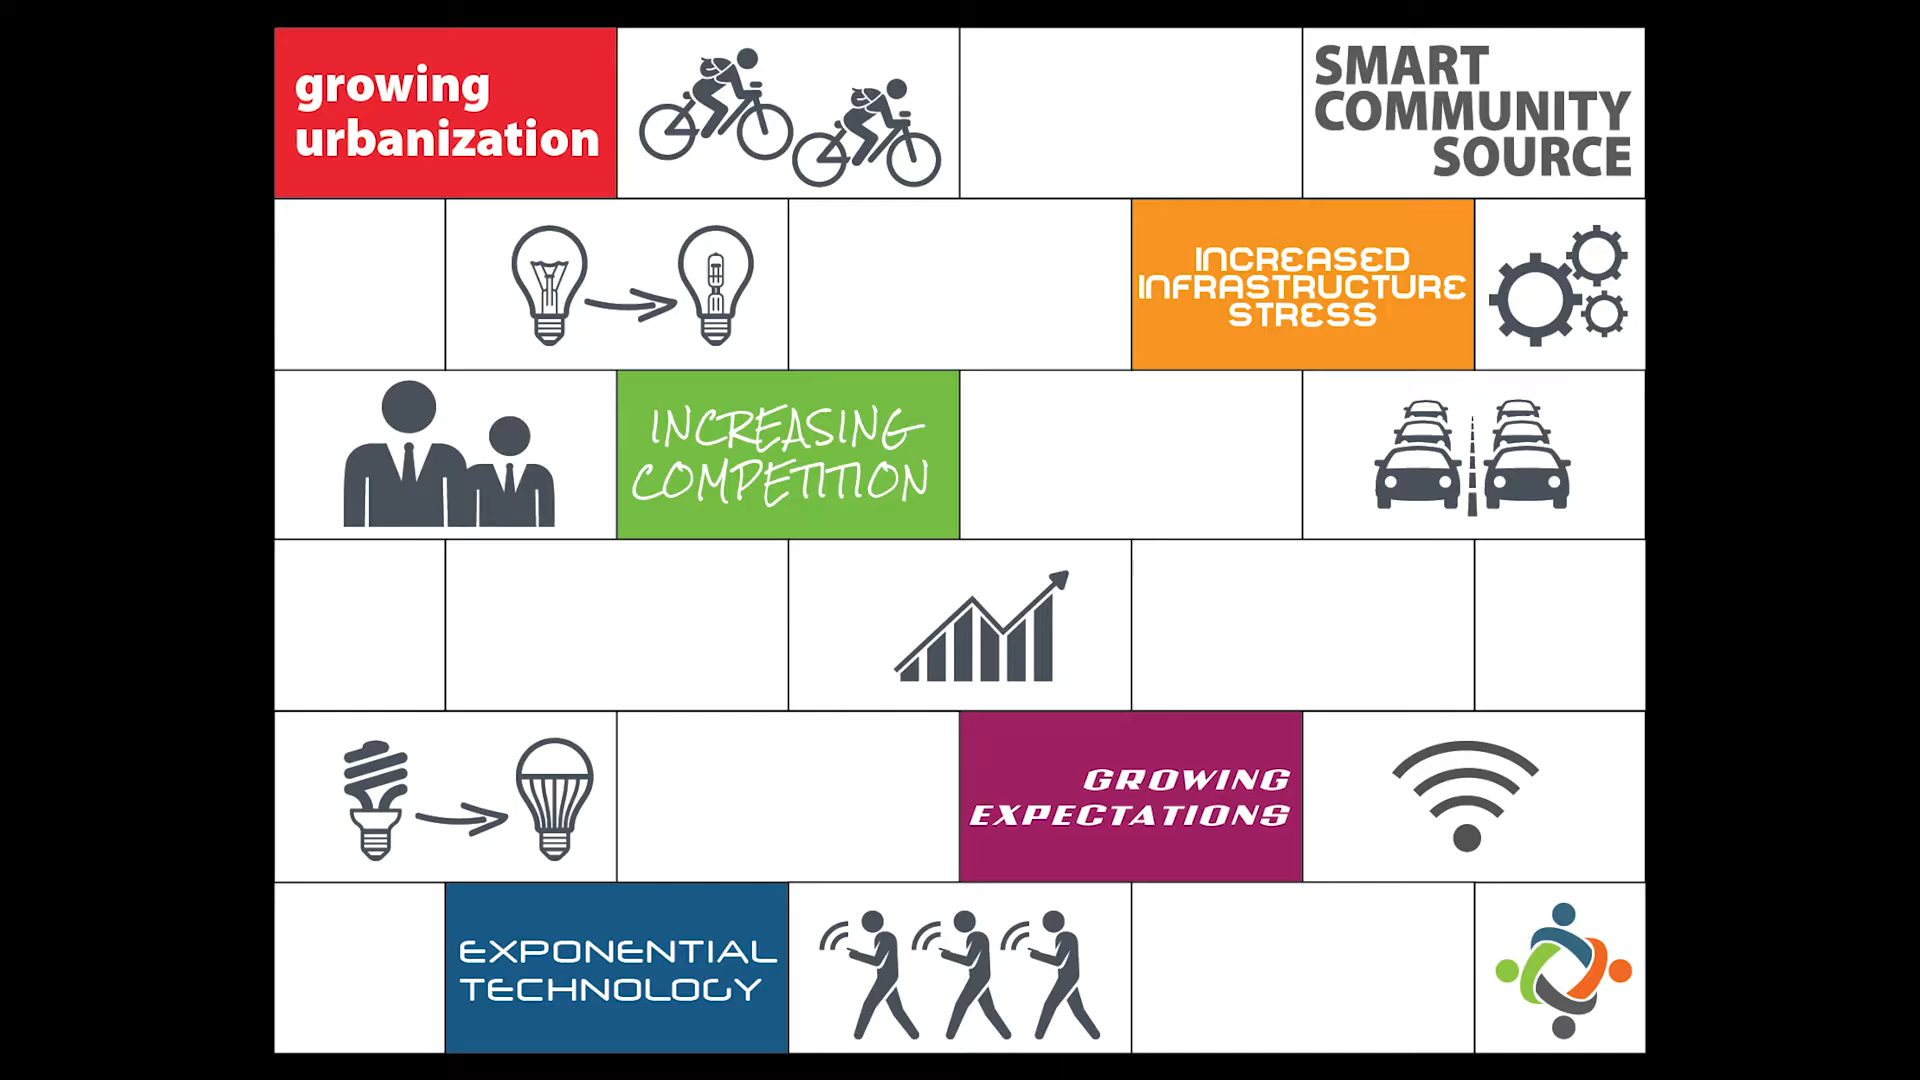 growing
urbanization
SMART
COMMUNITY
SOURCE
INCREASED
INFRASTRUCTURE
STRESS
INCREASING
COMPETITION
GROWING
EXPECTATIONS
EXPONENTIAL
TECHNOLOGY